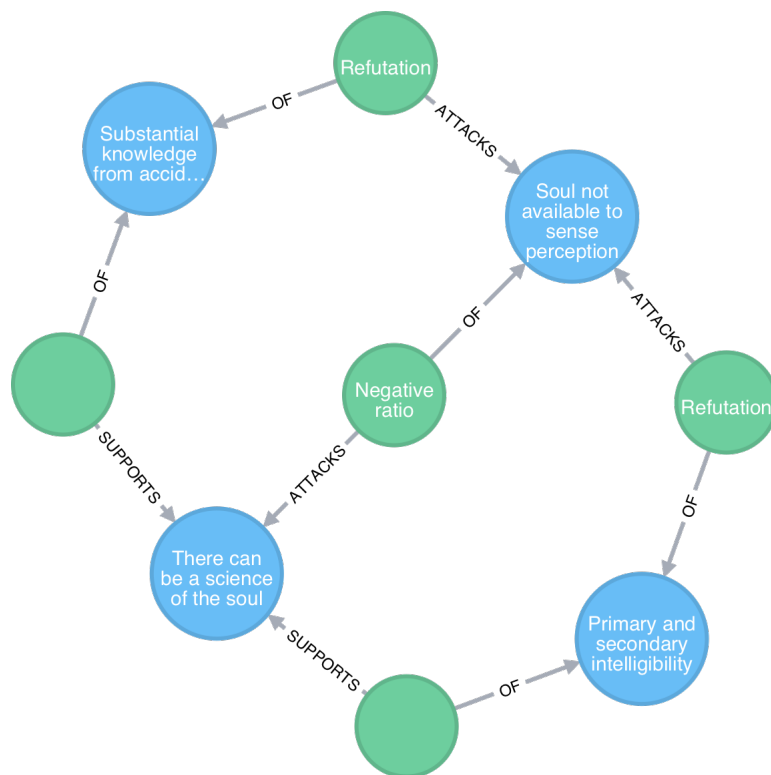 Refutation
OF
ATTACKS
Substantial
knowledge
from accid…
Soul not
available to
sense
perception
OF
OF
ATTACKS
Negative
ratio
Refutation
SUPPORTS
ATTACKS
OF
There can
be a science
of the soul
Primary and
secondary
intelligibility
SUPPORTS
OF